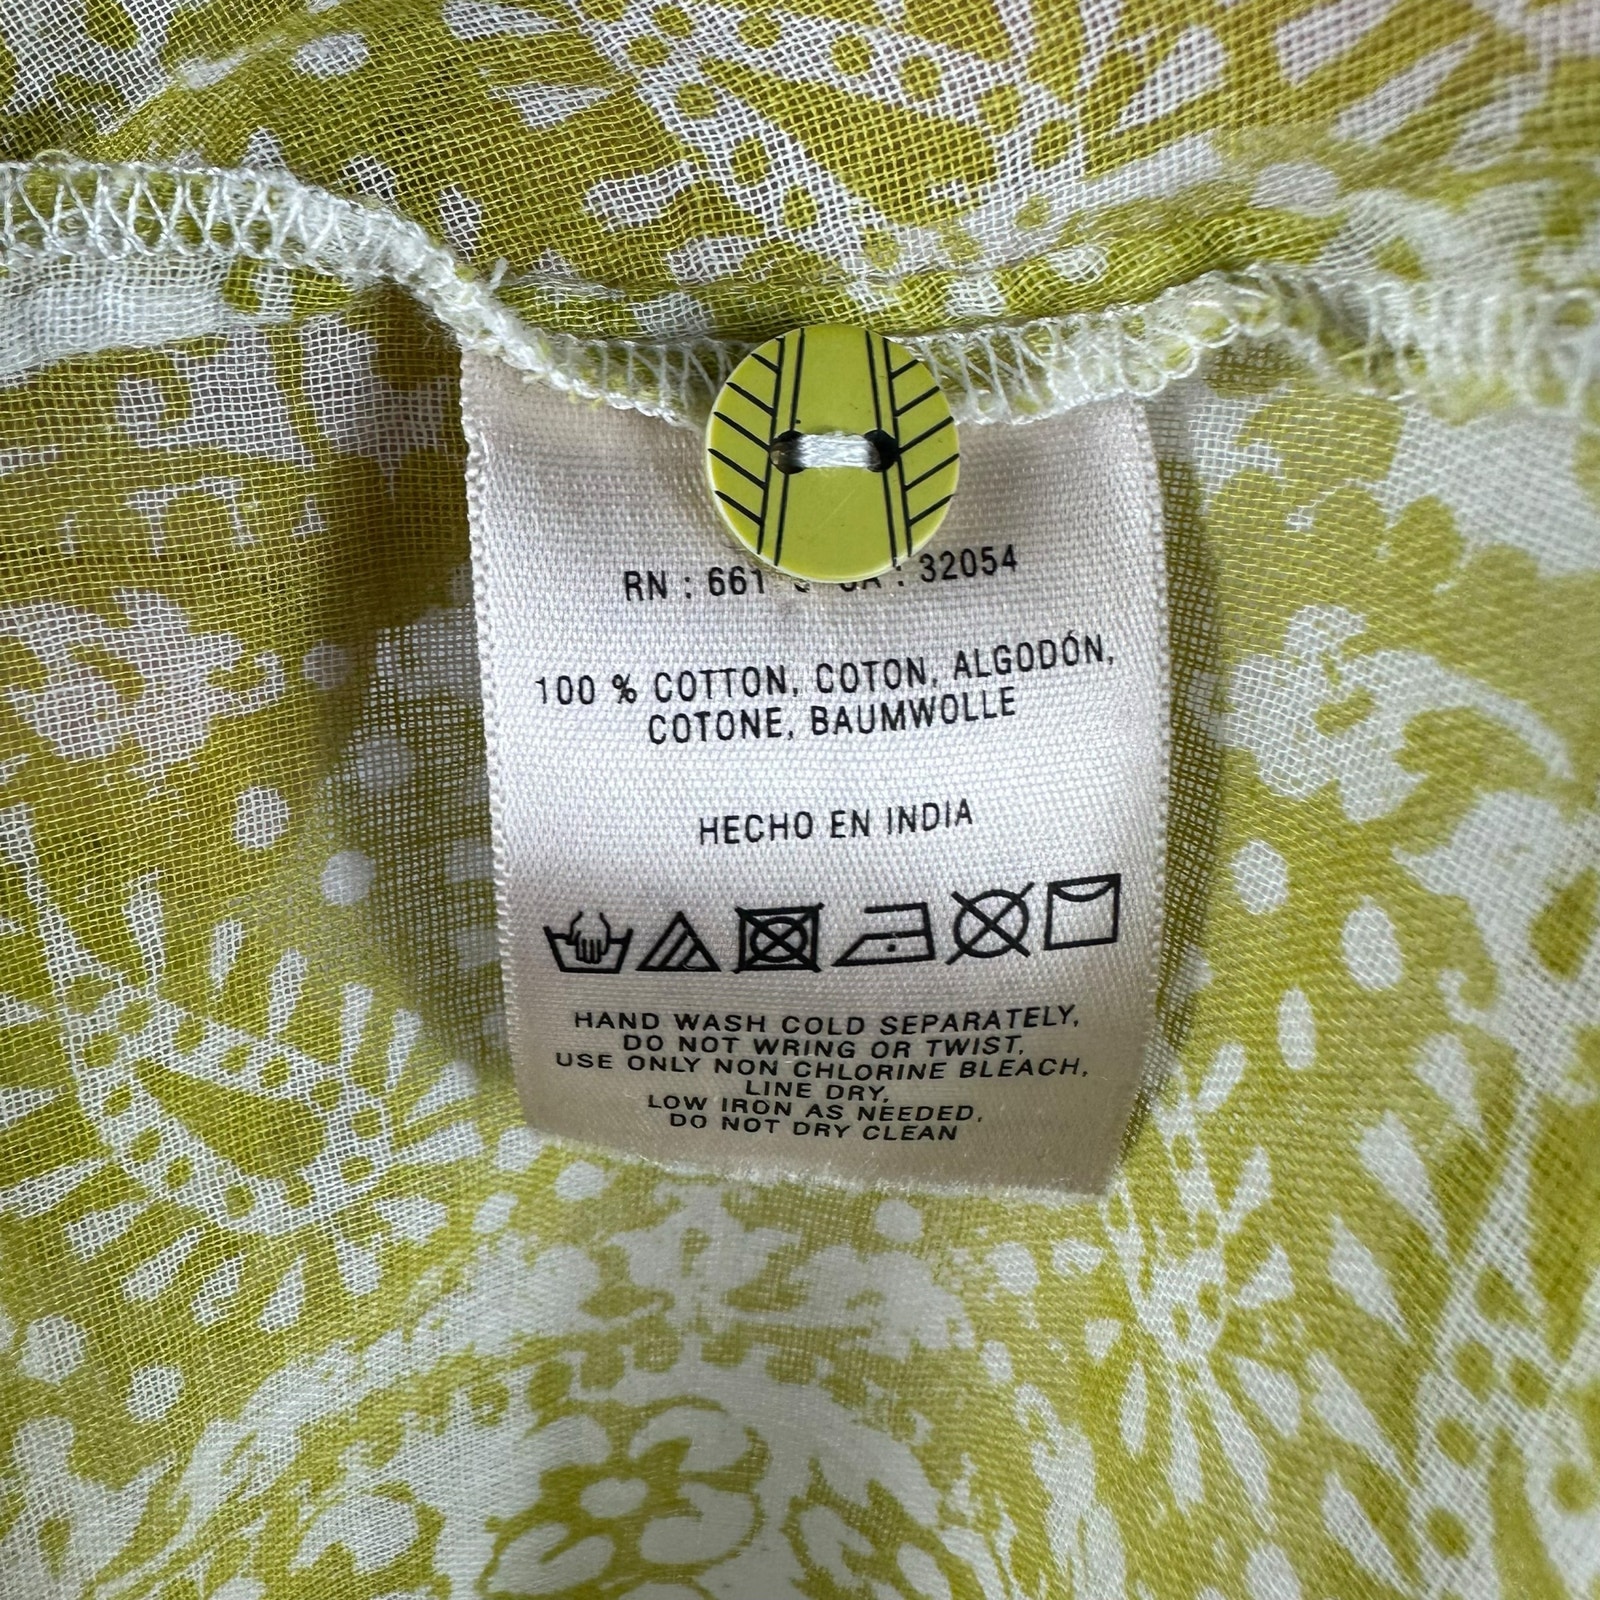 RN : 661 : 32054
100 % COTTON, COTON, ALGODÓN,
COTONE, BAUMWOLLE
HECHO EN INDIA
HAND WASH COLD SEPARATELY,
DO NOT WRING OR TWIST,
USE ONLY NON CHLORINE BLEACH,
LINE DRY,
LOW IRON AS NEEDED,
DO NOT DRY CLEAN